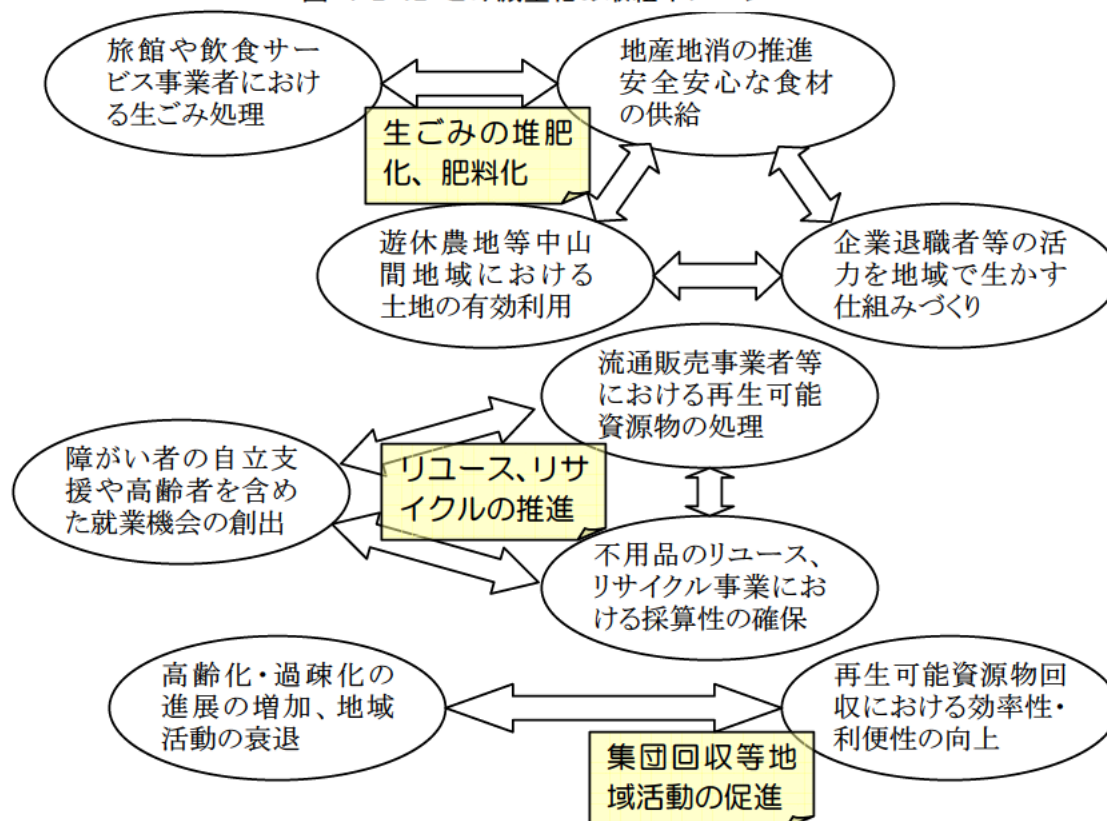 旅館や飲食サー
ビス事業者におけ
る生ごみ処理
地産地消の推進
安全安心な食材
の供給
生ごみの堆肥
化、肥料化
遊休農地等中山
間地域における
土地の有効利用
企業退職者等の活
力を地域で生かす
仕組みづくり
流通販売事業者等
における再生可能
資源物の処理
障がい者の自立支
援や高齢者を含め
た就業機会の創出
リユース、リサ
イクルの推進
不用品のリユース、
リサイクル事業にお
ける採算性の確保
高齢化・過疎化の
進展の増加、地域
活動の衰退
再生可能資源物回
収における効率性・
利便性の向上
集団回収等地
域活動の促進